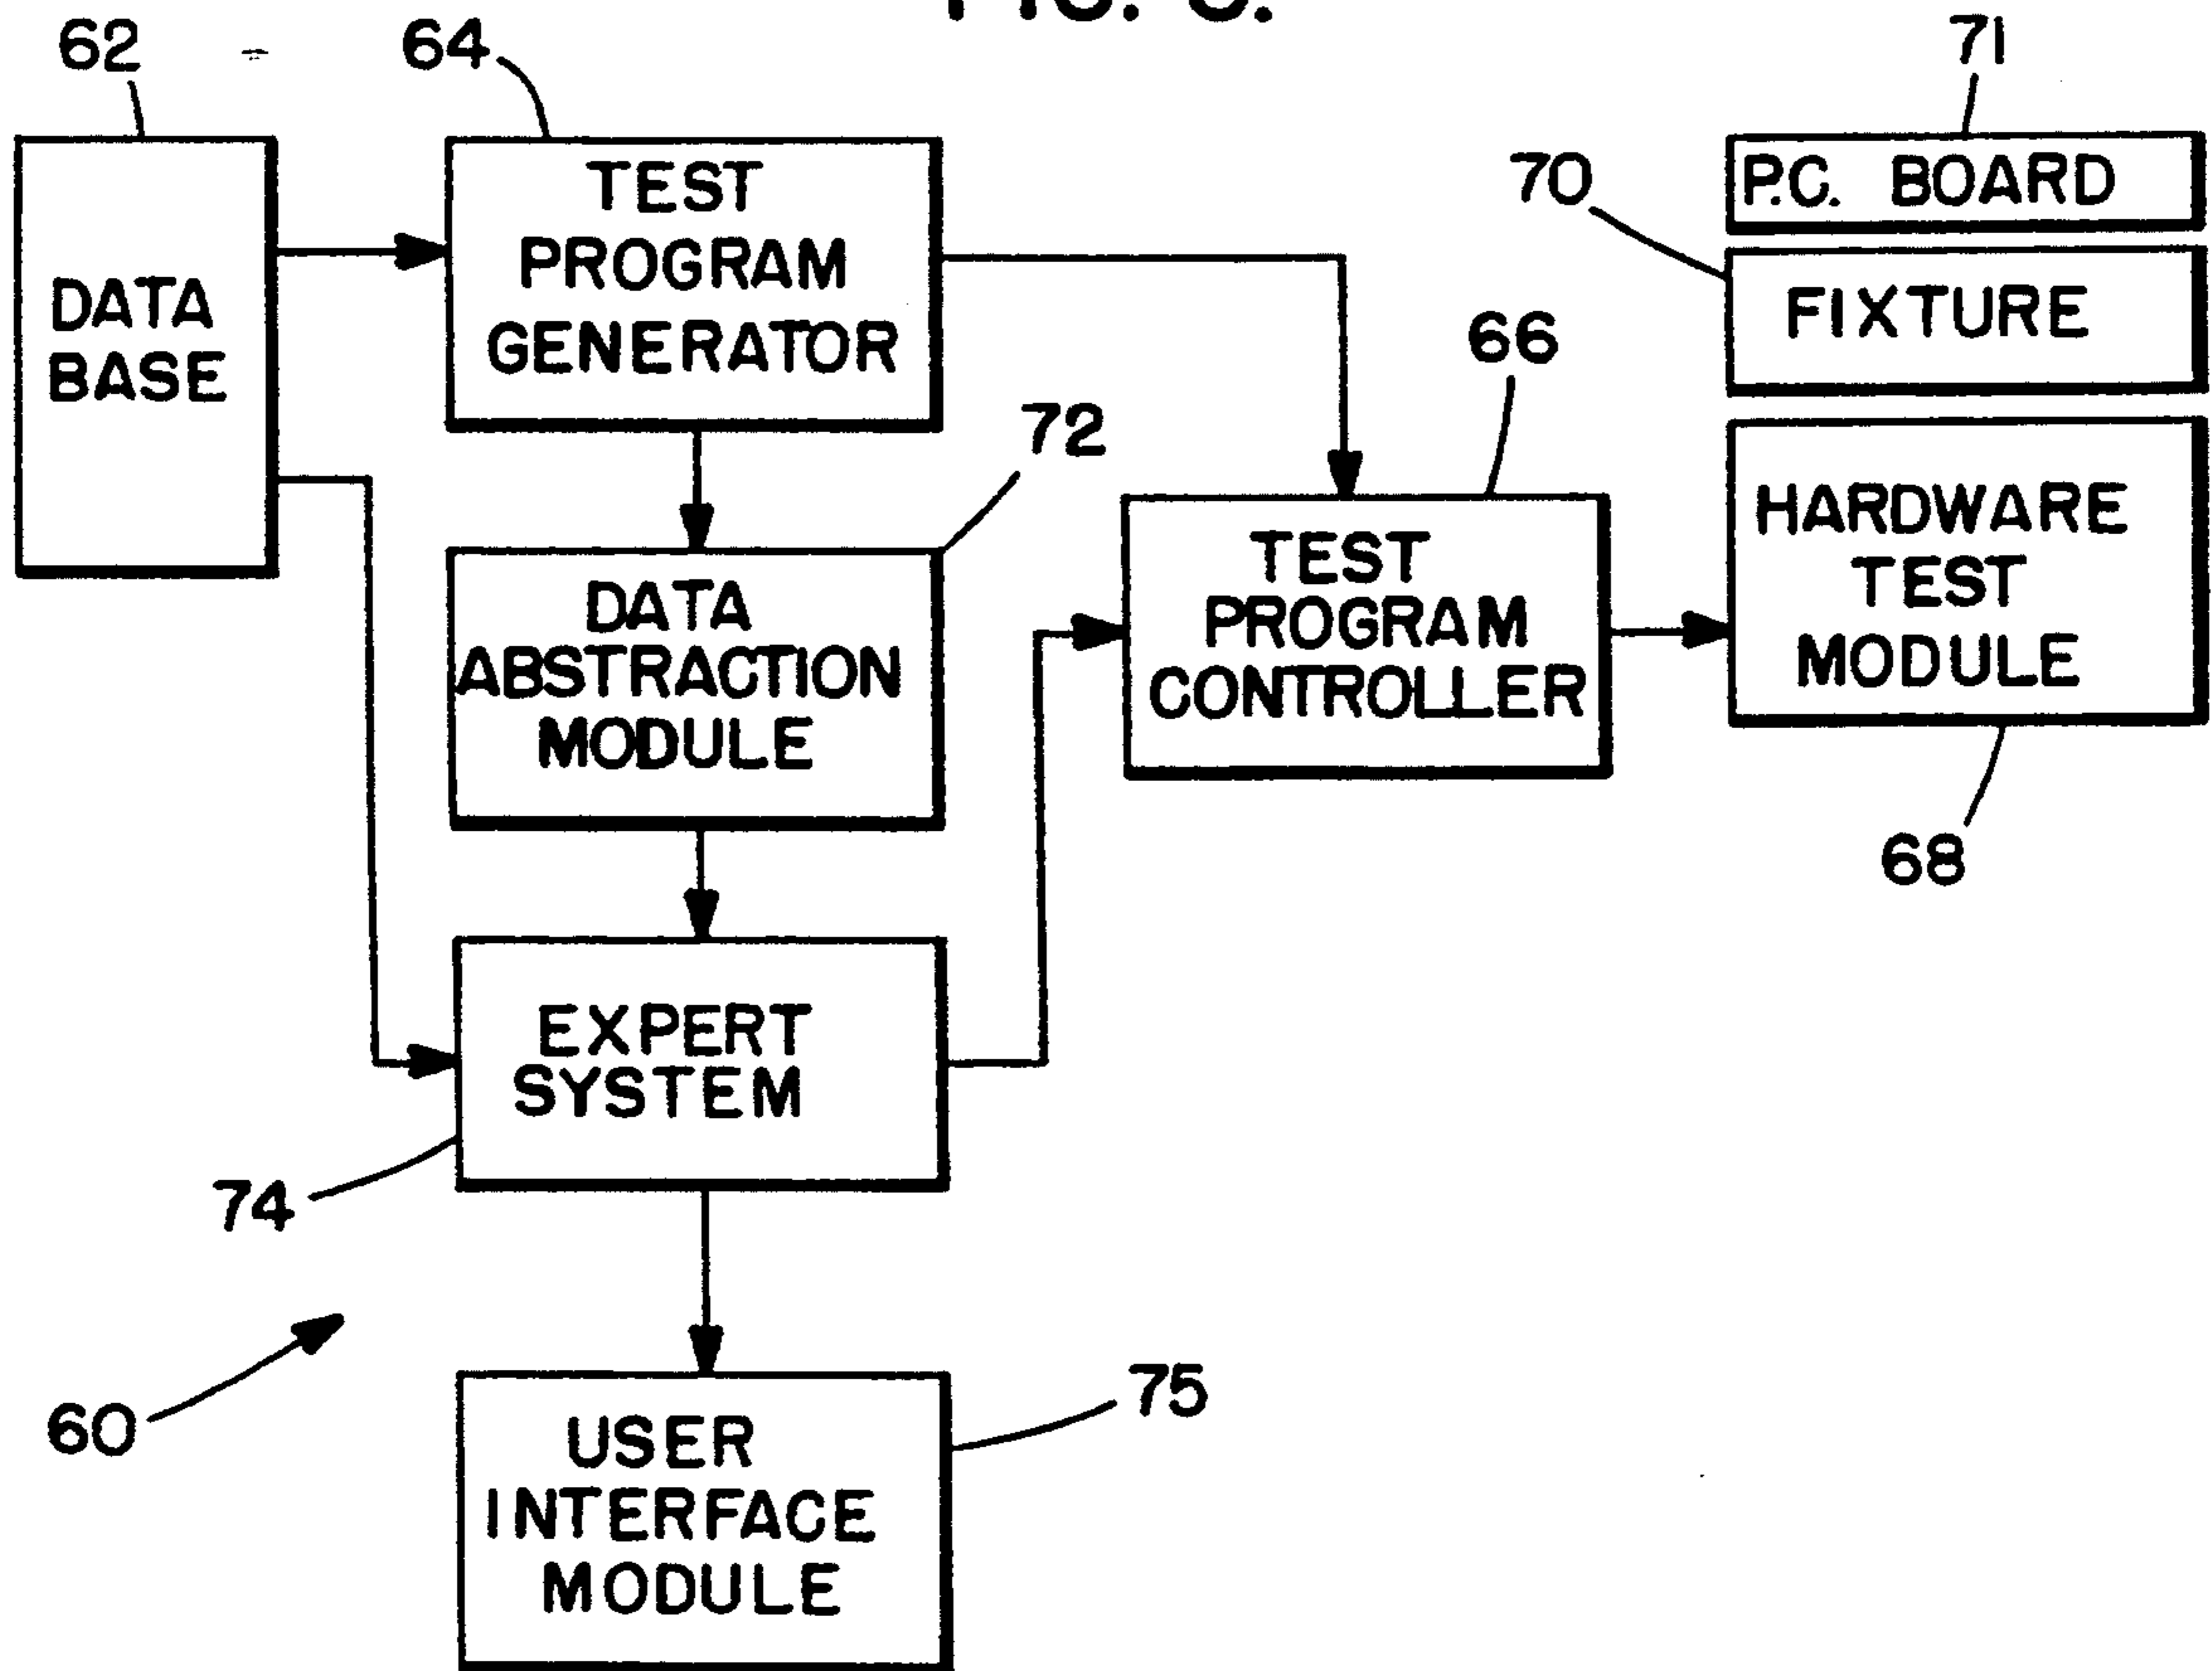 62
64
71
DATA
BASE
TEST
PROGRAM
GENERATOR
70
P.C. BOARD
FIXTURE
66
HARDWARE
TEST
MODULE
72
DATA
ABSTRACTION
MODULE
TEST
PROGRAM
CONTROLLER
68
EXPERT
SYSTEM
74
60
75
USER
INTERFACE
MODULE